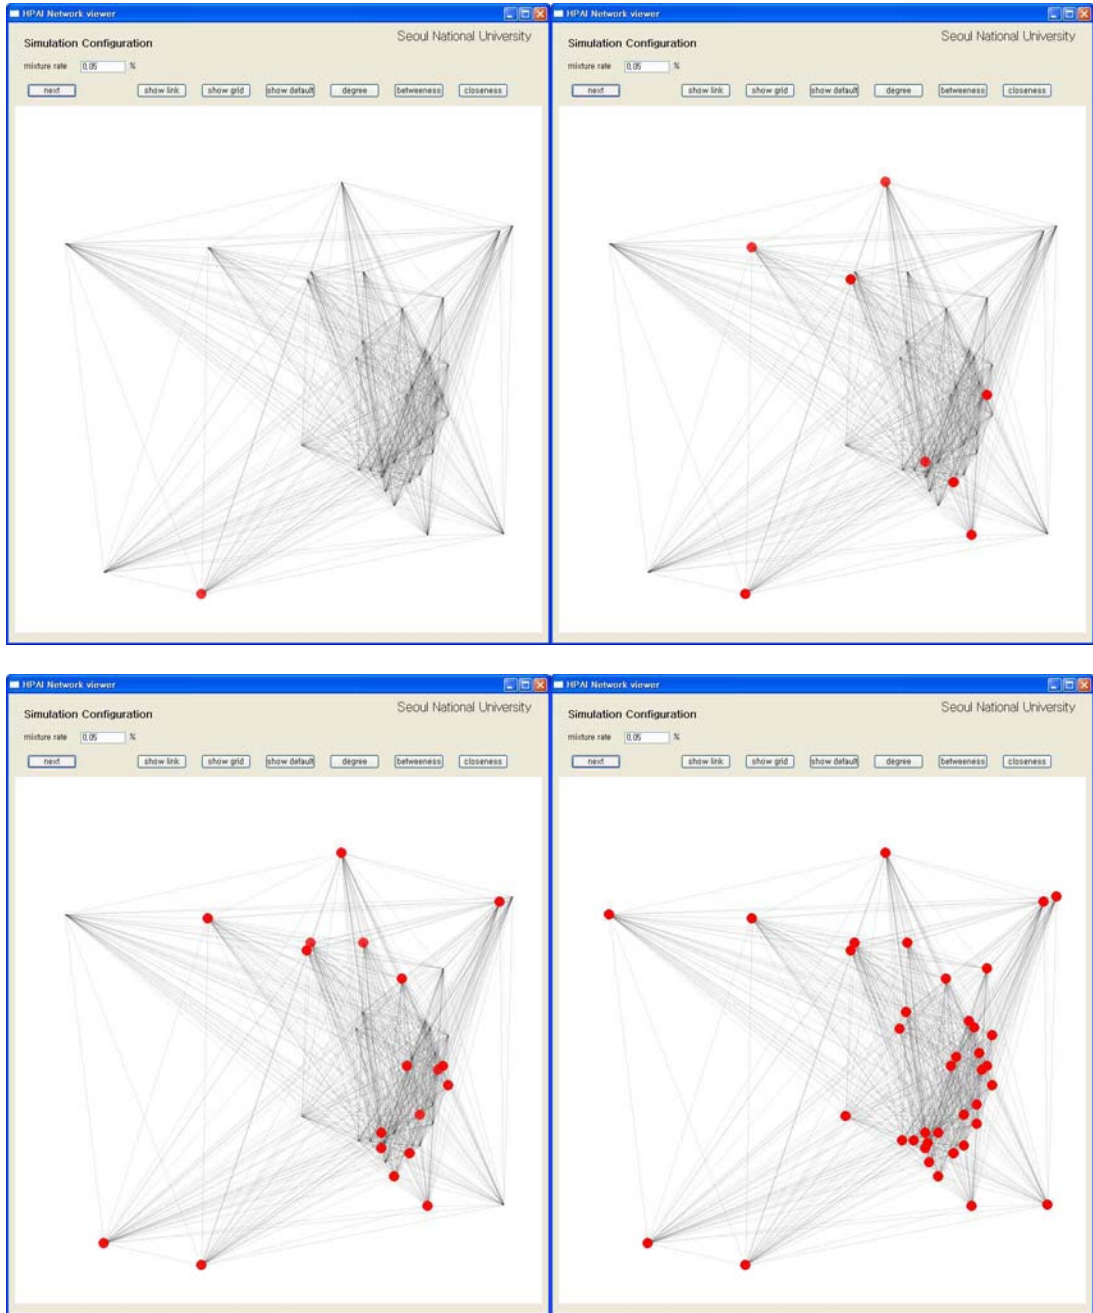 HPAI Network viewer
Seoul National University
Simulation Configuration
mixture rate 0.05 %
next show link show grid show default degree betweeness closeness
HPAI Network viewer
Seoul National University
Simulation Configuration
mixture rate 0.05 %
next show link show grid show default degree betweeness closeness
HPAI Network viewer
Seoul National University
Simulation Configuration
mixture rate 0.05 %
next show link show grid show default degree betweeness closeness
HPAI Network viewer
Seoul National University
Simulation Configuration
mixture rate 0.05 %
next show link show grid show default degree betweeness closeness